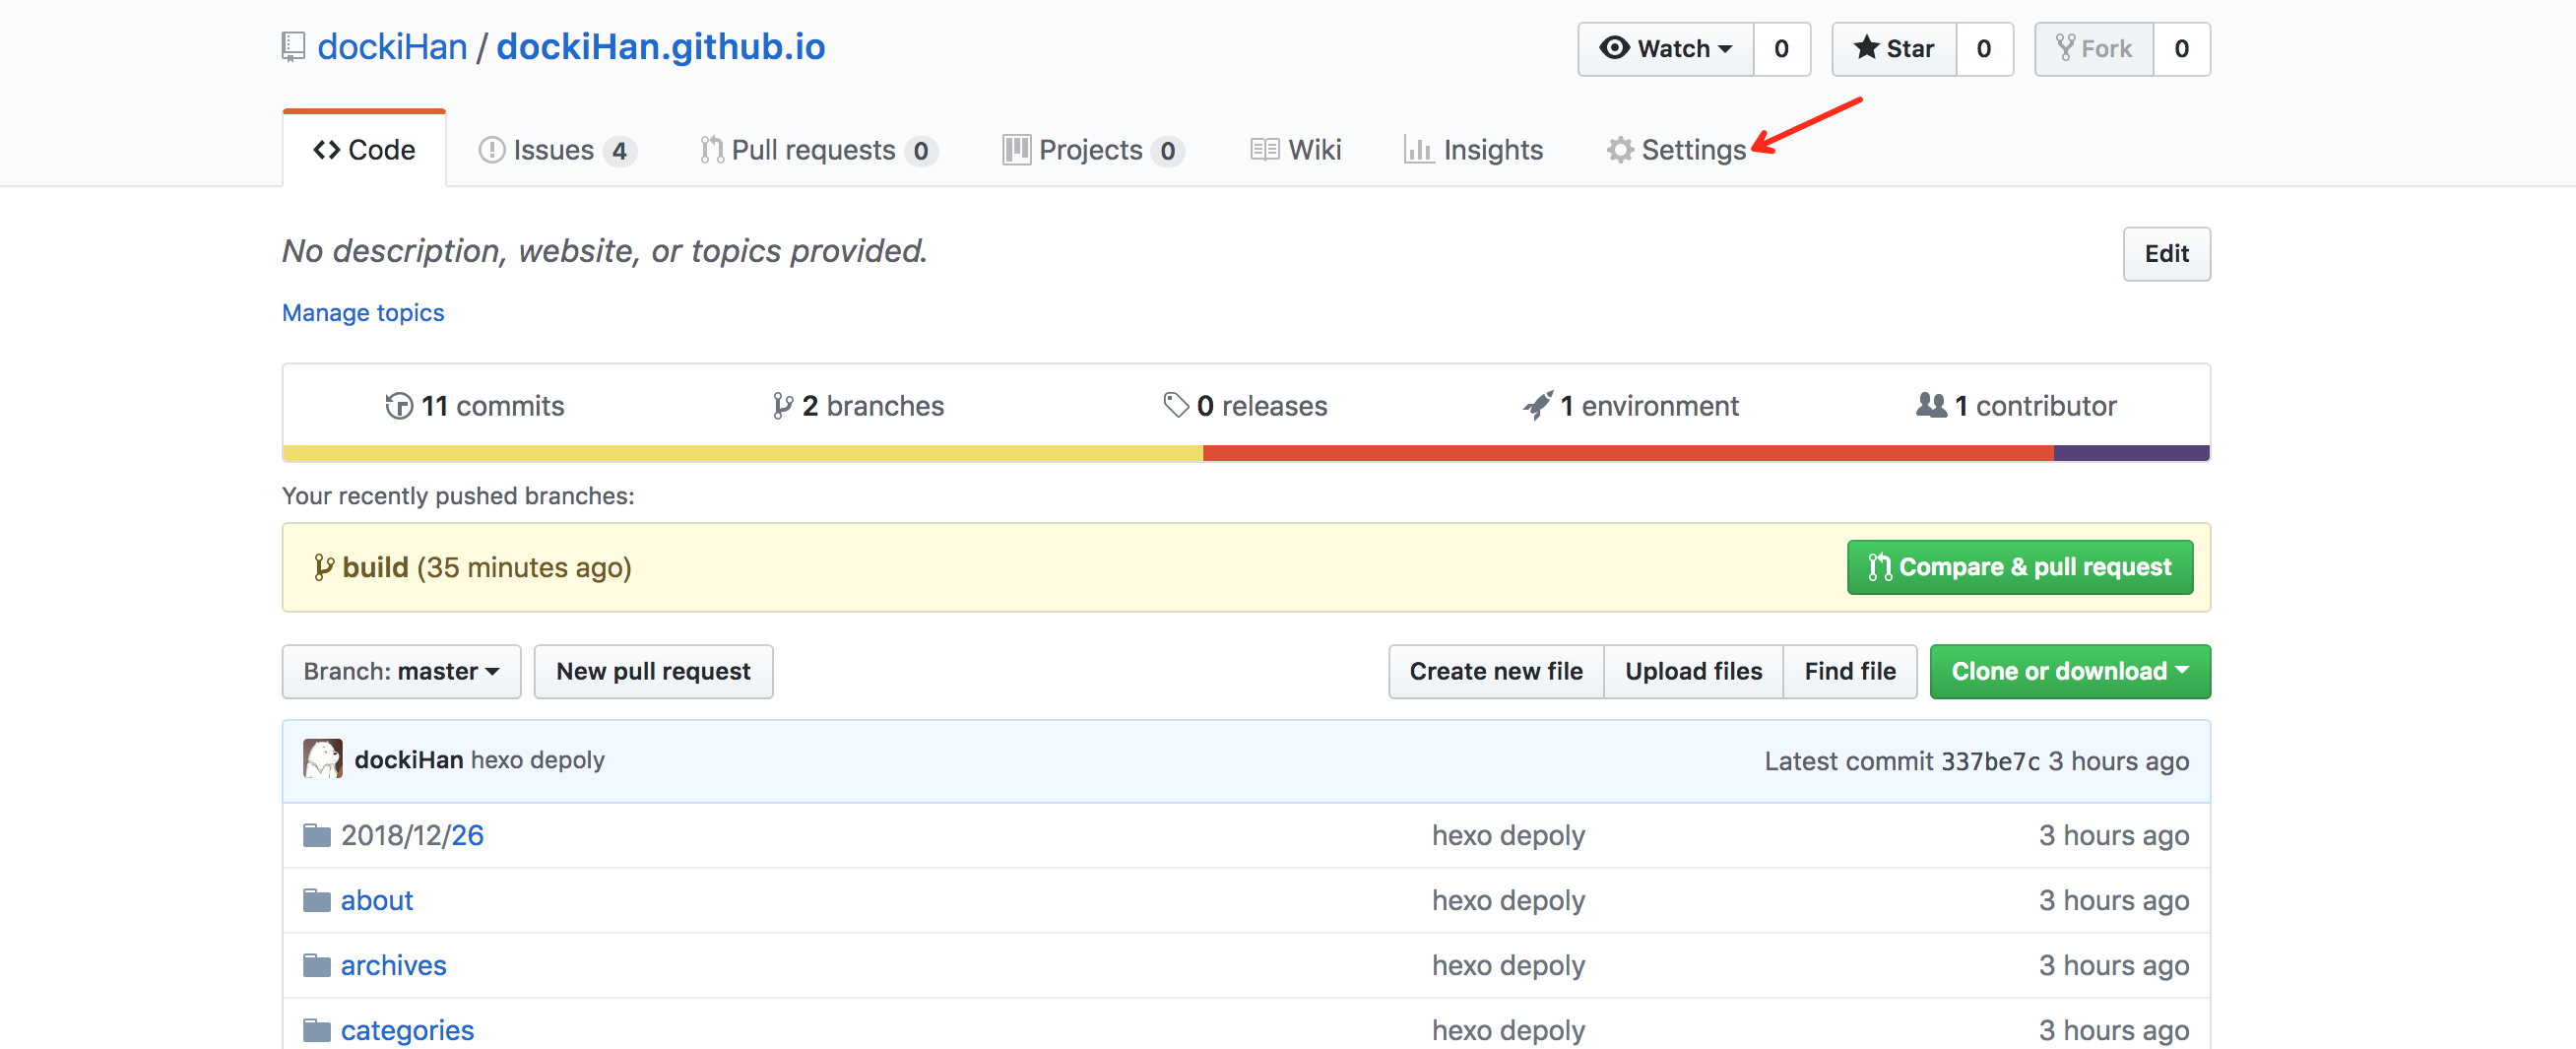 dockiHan / dockiHan.github.io Watch 0 Star 0 Fork 0
Code Issues 4 Pull requests 0 Projects 0 Wiki Insights Settings
No description, website, or topics provided. Edit
Manage topics
11 commits 2 branches 0 releases 1 environment 1 contributor
Your recently pushed branches:
build (35 minutes ago) Compare & pull request
Branch: master New pull request Create new file Upload files Find file Clone or download
dockiHan hexo depoly Latest commit 337be7c 3 hours ago
2018/12/26 hexo depoly 3 hours ago
about hexo depoly 3 hours ago
archives hexo depoly 3 hours ago
categories hexo depoly 3 hours ago